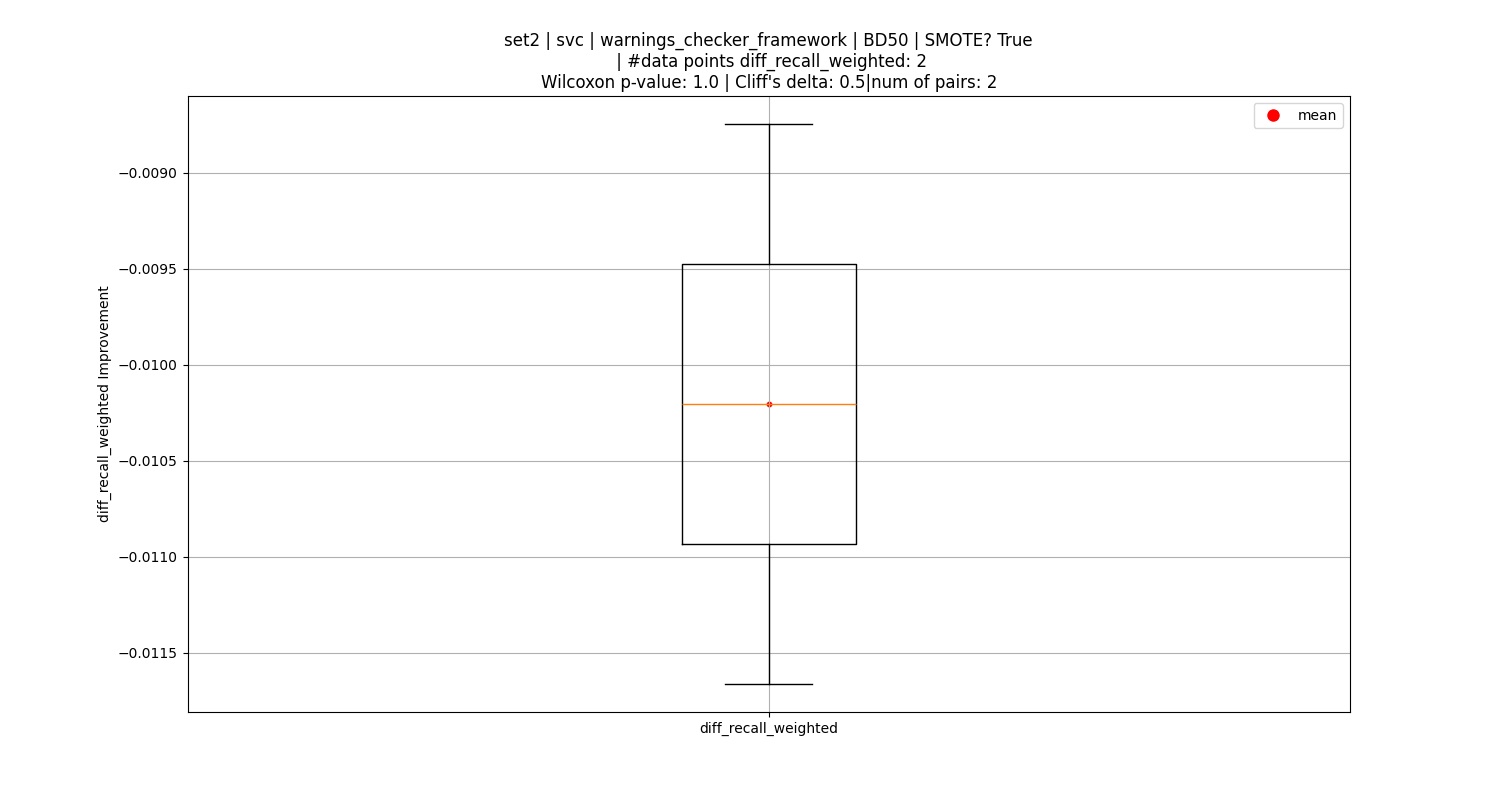 set2 | svc | warnings_checker_framework | BD50 | SMOTE? True
| #data points diff_recall_weighted: 2
Wilcoxon p-value: 1.0 | Cliff's delta: 0.5|num of pairs: 2
mean
−0.0090
−0.0095
−0.0100
−0.0105
−0.0110
−0.0115
diff_recall_weighted Improvement
diff_recall_weighted